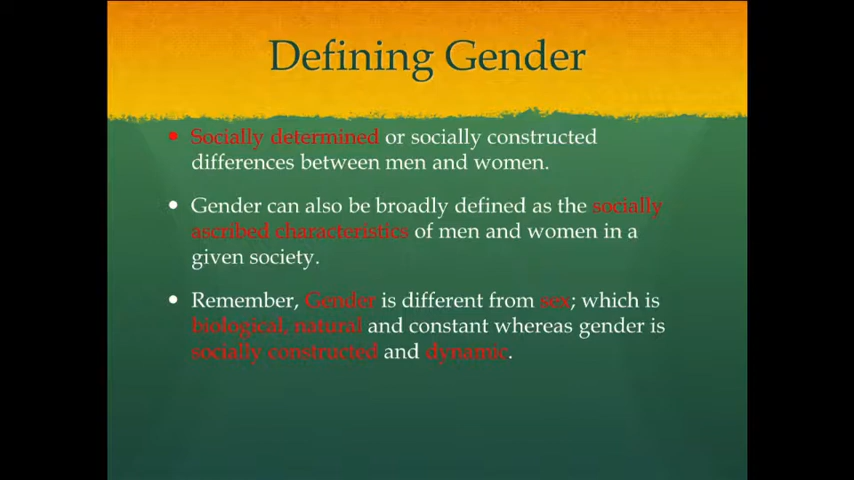 Defining Gender
Socially determined or socially constructed
differences between men and women.
Gender can also be broadly defined as the socially
ascribed characteristics of men and women in a
given society.
Remember, Gender is different from sex; which is
biological, natural and constant whereas gender is
socially constructed and dynamic.